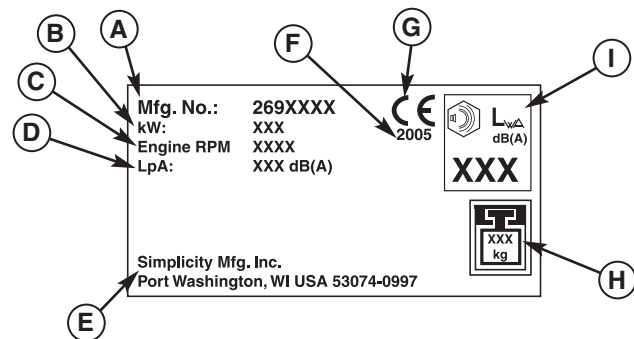 A
B
C
D
E
F
G
H
I
Mfg. No.: 269XXXX
kW: XXX
Engine RPM XXXX
LpA: XXX dB(A)
CE
2005
LWA
dB(A)
XXX
XXX
kg
Simplicity Mfg. Inc.
Port Washington, WI USA 53074-0997